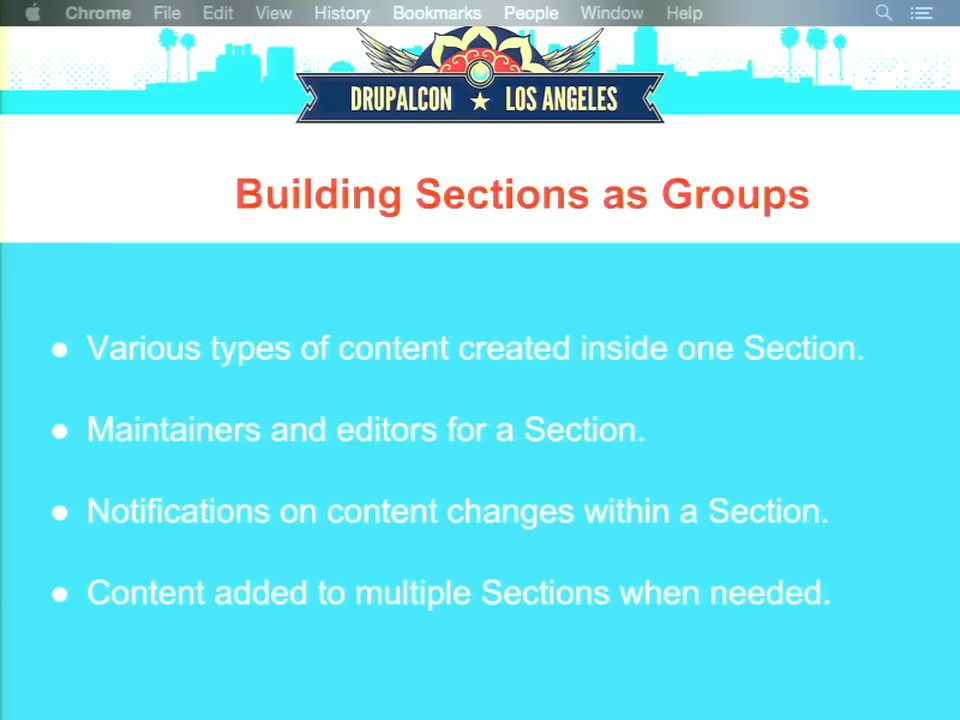 Chrome File Edit View History Bookmarks People Window Help
DRUPALCON ★ LOS ANGELES
Building Sections as Groups
● Various types of content created inside one Section.
● Maintainers and editors for a Section.
● Notifications on content changes within a Section.
● Content added to multiple Sections when needed.